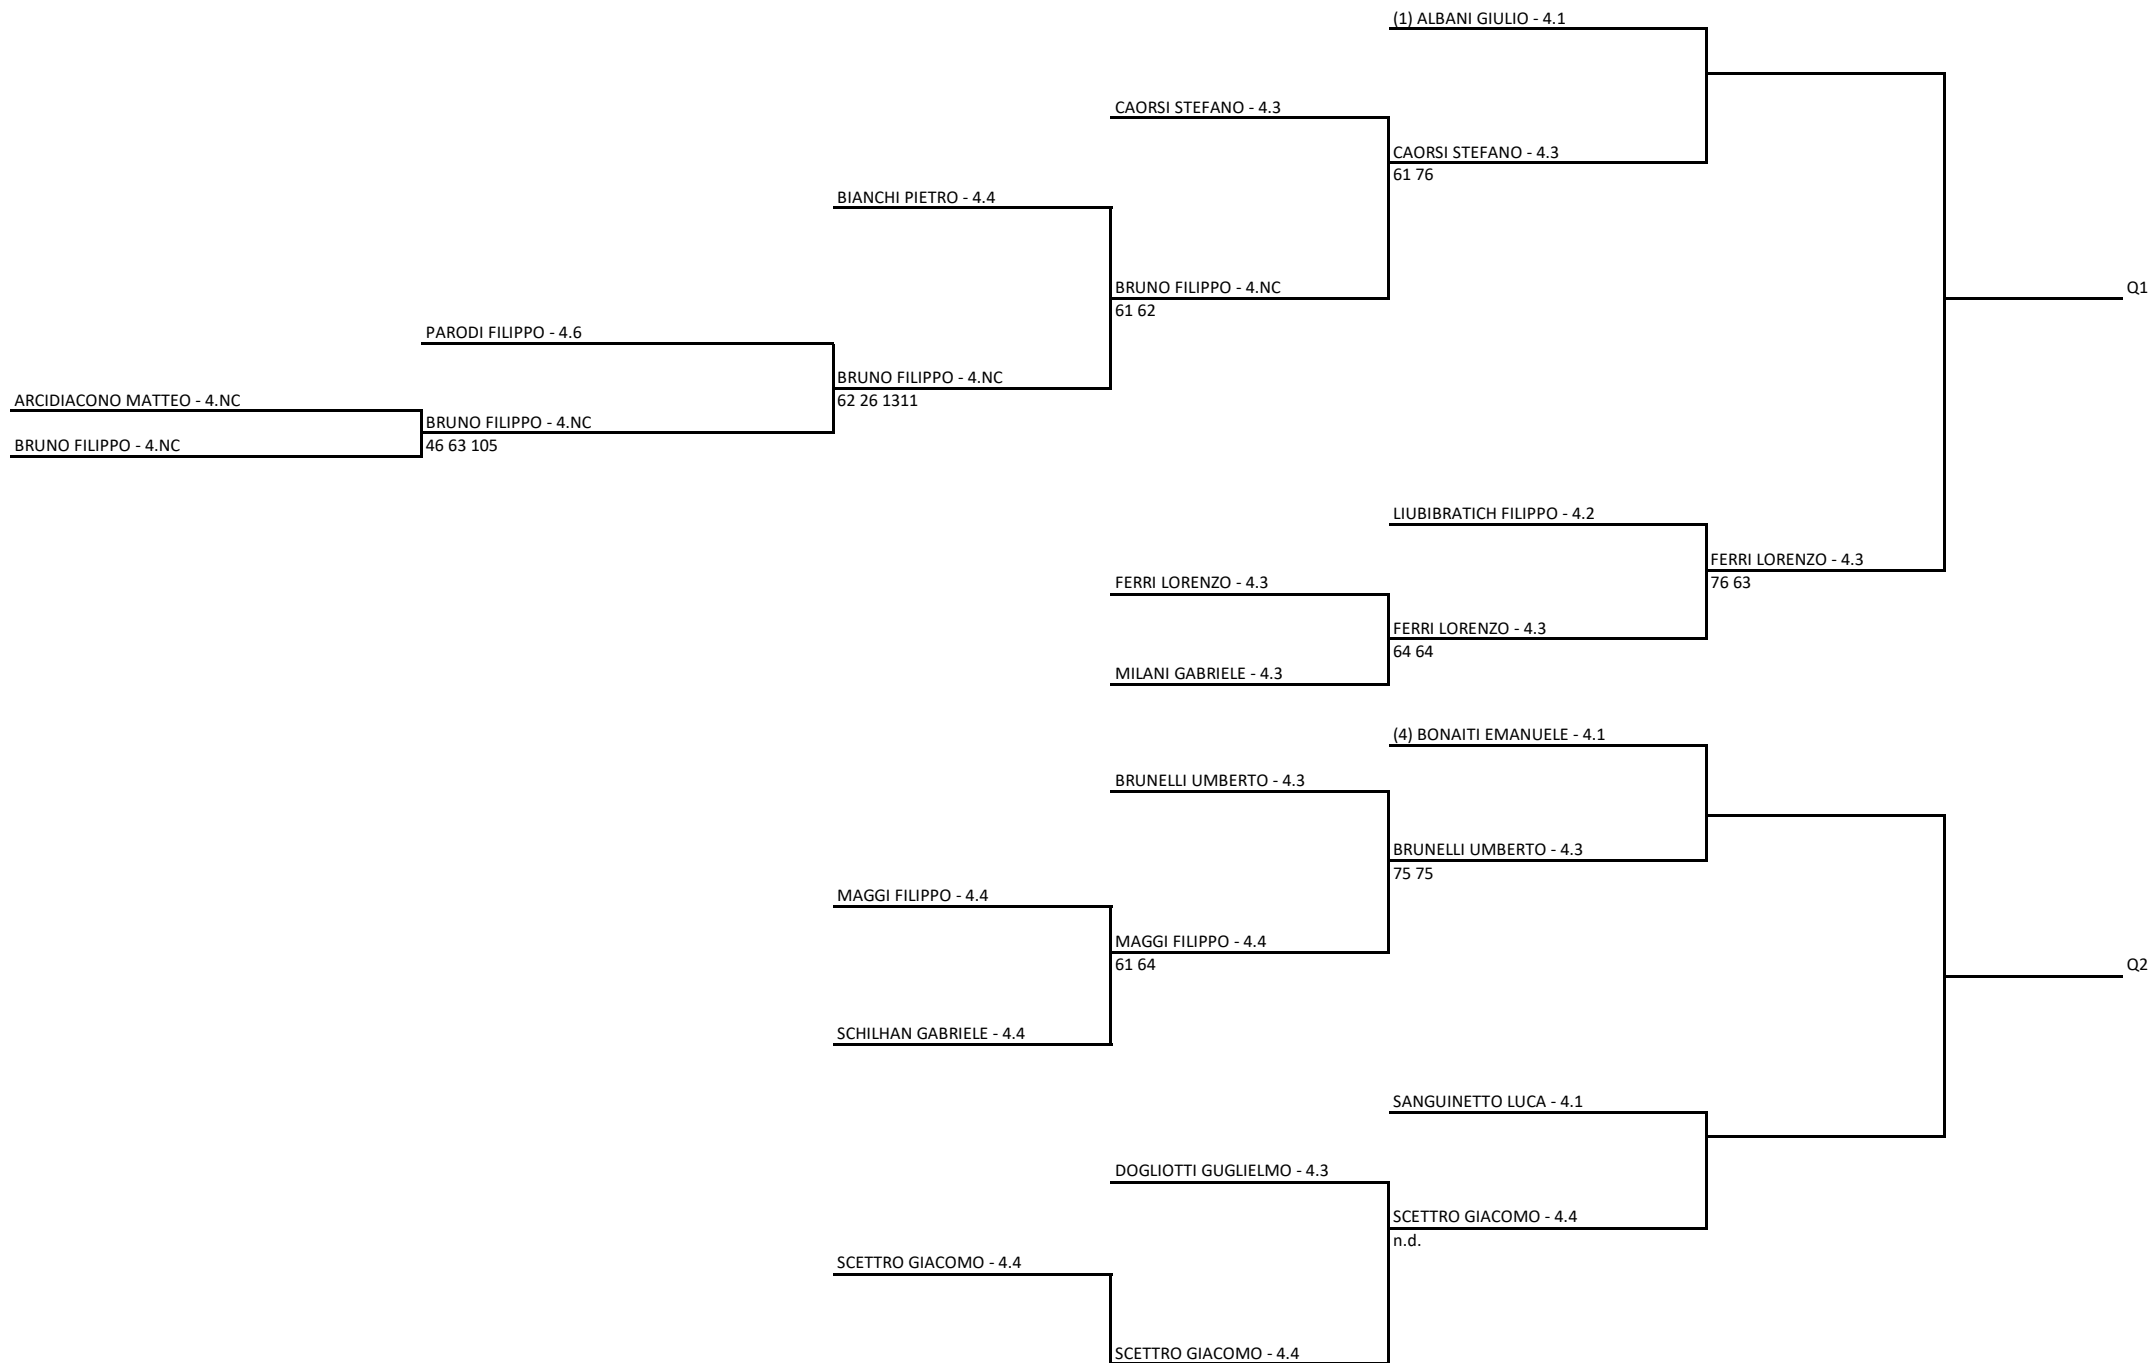 (1) ALBANI GIULIO - 4.1
CAORSI STEFANO - 4.3
CAORSI STEFANO - 4.3
61 76
BIANCHI PIETRO - 4.4
BRUNO FILIPPO - 4.NC
61 62
Q1
PARODI FILIPPO - 4.6
BRUNO FILIPPO - 4.NC
62 26 1311
ARCIDIACONO MATTEO - 4.NC
BRUNO FILIPPO - 4.NC
46 63 105
BRUNO FILIPPO - 4.NC
LIUBIBRATICH FILIPPO - 4.2
FERRI LORENZO - 4.3
76 63
FERRI LORENZO - 4.3
FERRI LORENZO - 4.3
64 64
MILANI GABRIELE - 4.3
(4) BONAITI EMANUELE - 4.1
BRUNELLI UMBERTO - 4.3
BRUNELLI UMBERTO - 4.3
75 75
MAGGI FILIPPO - 4.4
MAGGI FILIPPO - 4.4
61 64
Q2
SCHILHAN GABRIELE - 4.4
SANGUINETTO LUCA - 4.1
DOGLIOTTI GUGLIELMO - 4.3
SCETTRO GIACOMO - 4.4
n.d.
SCETTRO GIACOMO - 4.4
SCETTRO GIACOMO - 4.4